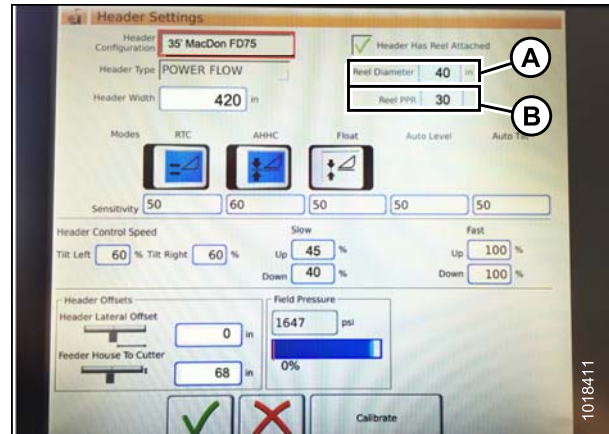 Header Settings
Header Configuration
35' MacDon FD75
Header Has Reel Attached
Header Type
POWER FLOW
Reel Diameter 40 in
A
Header Width
420 in
Reel PPR 30
B
Modes RTC AHHC Float Auto Level Auto Tilt
Sensitivity 50 60 50 50 50
Header Control Speed
Slow
Fast
Tilt Left 60 % Tilt Right 60 %
Up 45 %
Up 100 %
Down 40 %
Down 100 %
Header Offsets
Field Pressure
Header Lateral Offset
0 in
1647 psi
Feeder House To Cutter
68 in
0%
Calibrate
1018411